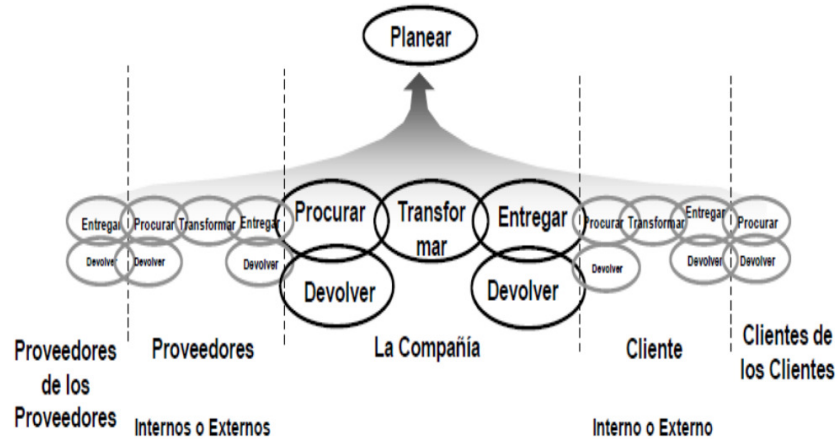 Planear
Entregar
Procurar
Transformar
Entregar
Procurar
Transfor
mar
Entregar
Procurar
Transformar
Entregar
Procurar
Devolver
Devolver
Devolver
Devolver
Devolver
Devolver
Devolver
Devolver
Proveedores
de los
Proveedores
Proveedores
La Compañía
Cliente
Clientes de
los Clientes
Internos o Externos
Interno o Externo